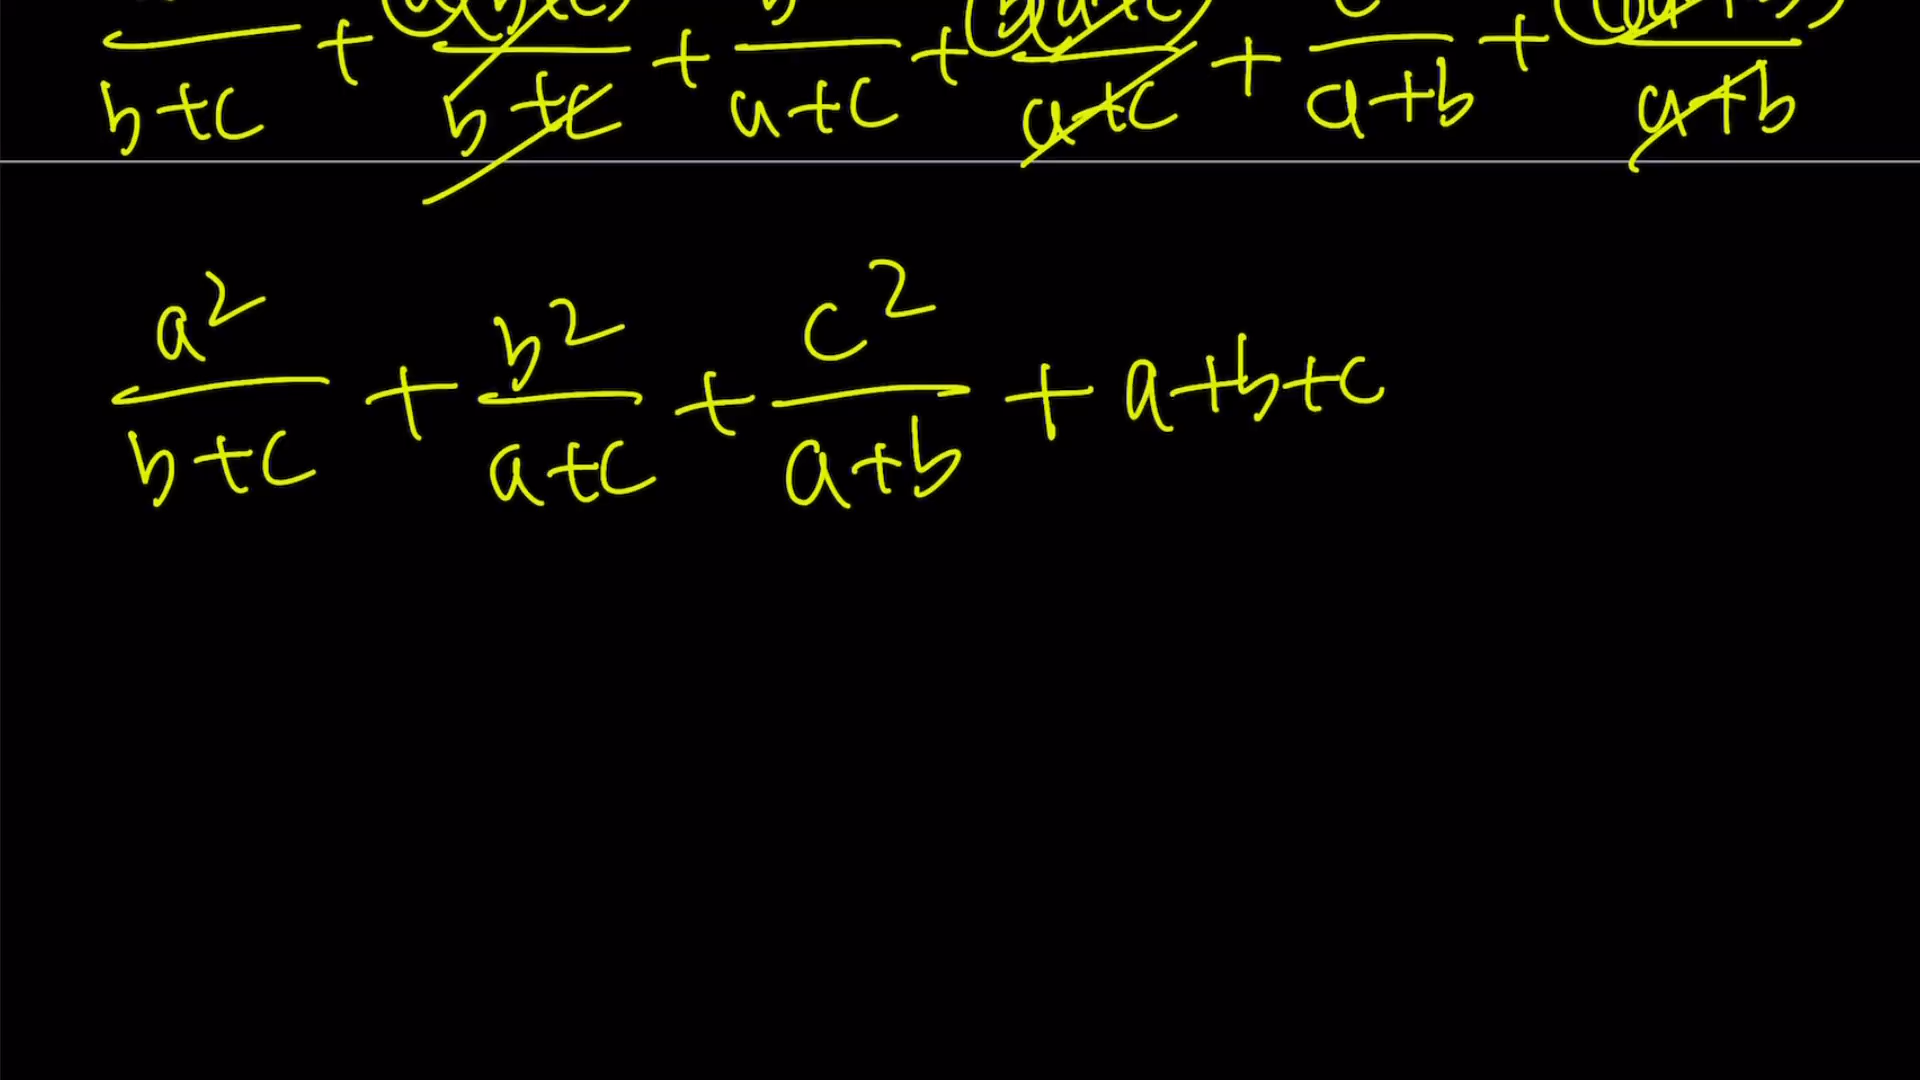 b+c + b+c + a+c + a+c + a+b + a+b
a²/(b+c) + b²/(a+c) + c²/(a+b) + a+b+c